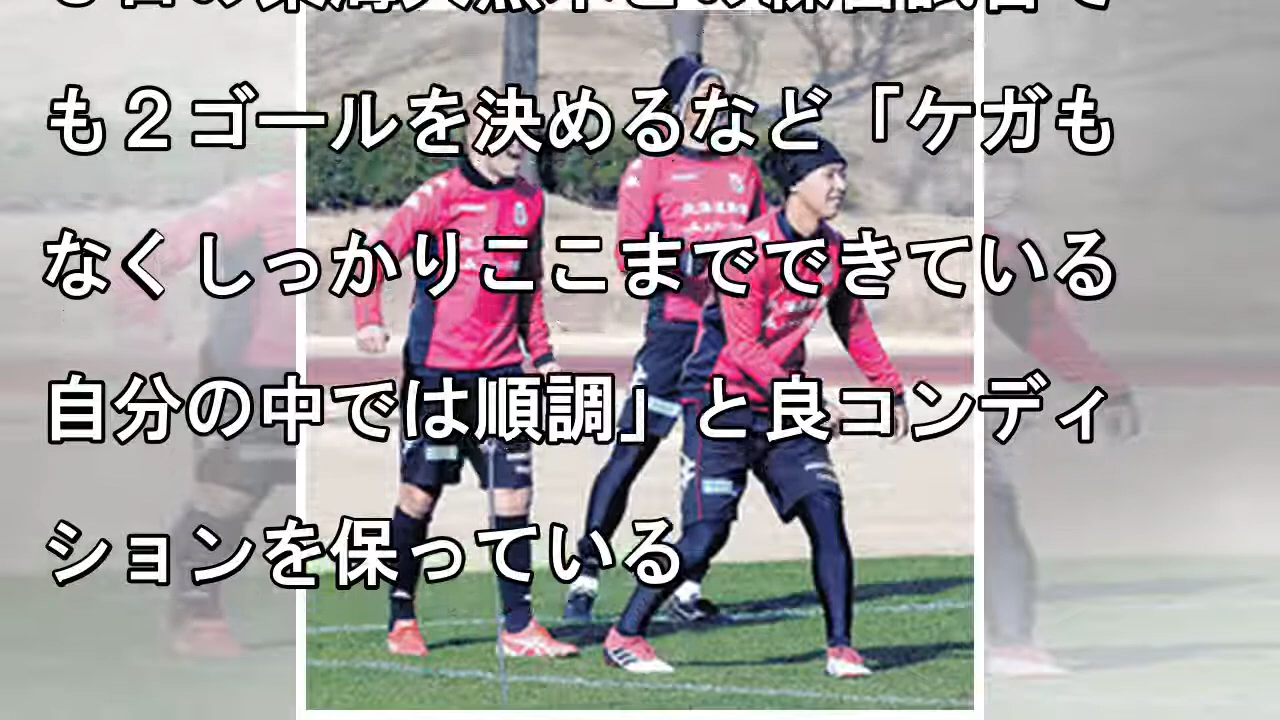 も２ゴールを決めるなど「ケガも
なくしっかりここまでできている
自分の中では順調」と良コンディ
ションを保っている